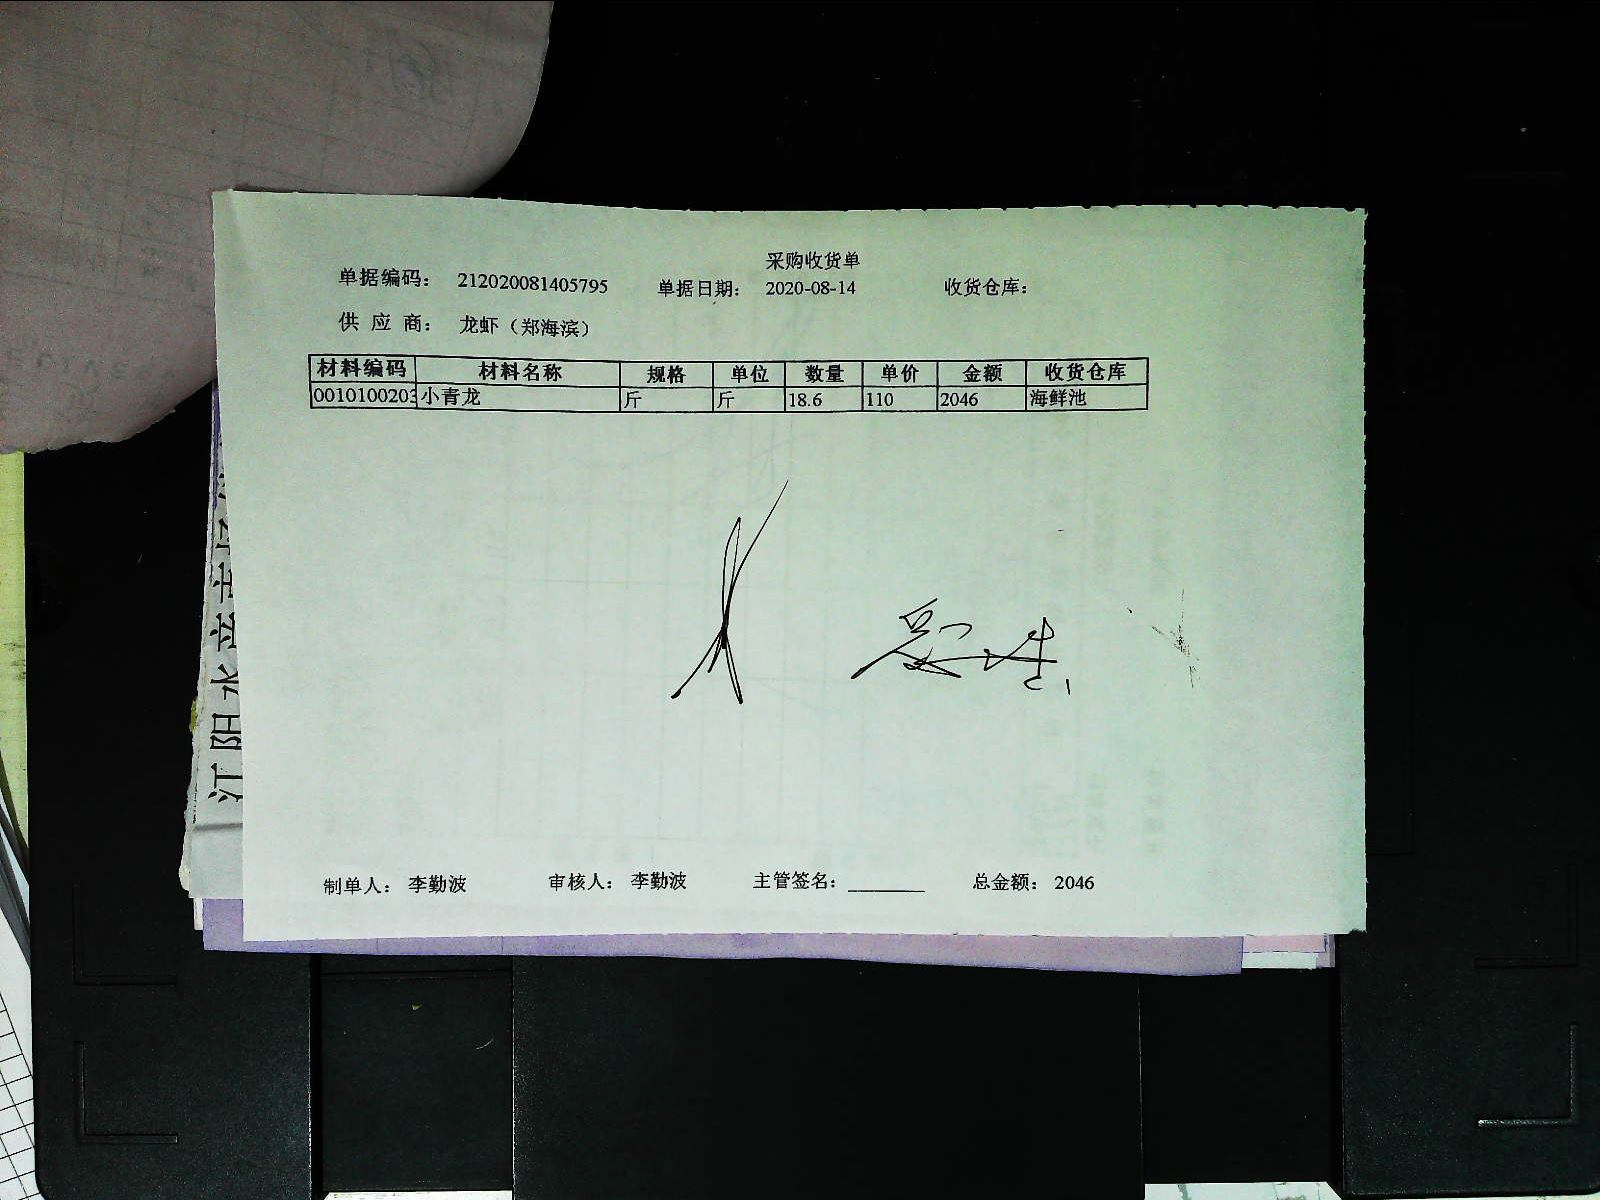 采购收货单
单据编码： 212020081405795 单据日期： 2020-08-14 收货仓库：
供 应 商： 龙虾（郑海滨）
材料编码 材料名称 规格 单位 数量 单价 金额 收货仓库
0010100203 小青龙 斤 斤 18.6 110 2046 海鲜池
制单人： 李勤波 审核人： 李勤波 主管签名：________ 总金额： 2046
江阳水产